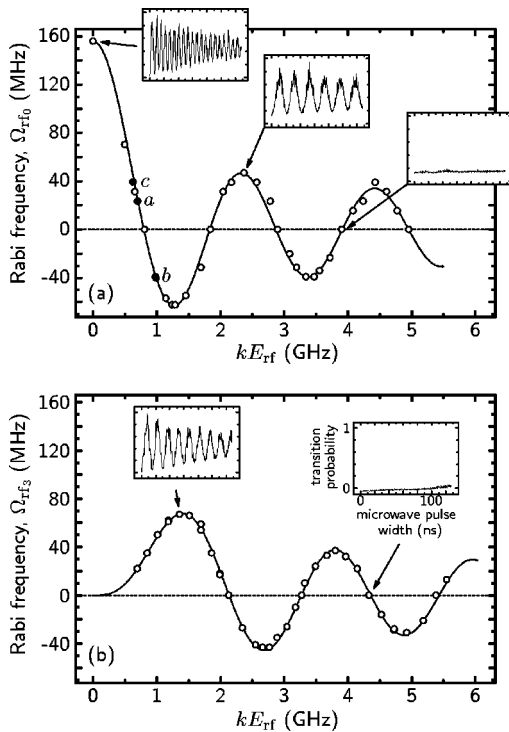 160
120
80
40
0
-40
Rabi frequency, Ωrf0 (MHz)
c
a
b
(a)
0 1 2 3 4 5 6
kErf (GHz)
160
120
80
40
0
-40
Rabi frequency, Ωrf3 (MHz)
transition
probability
1
0
0 100
microwave pulse
width (ns)
(b)
0 1 2 3 4 5 6
kErf (GHz)